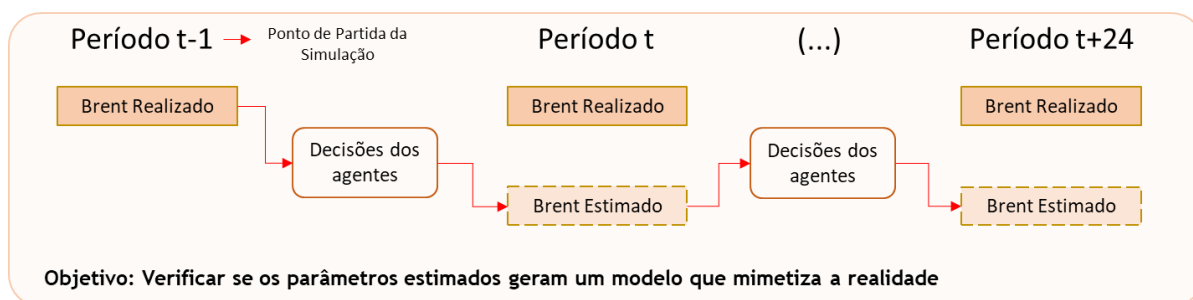 Período t-1
Ponto de Partida da
Simulação
Período t
(...)
Período t+24
Brent Realizado
Brent Realizado
Brent Realizado
Decisões dos
agentes
Decisões dos
agentes
Brent Estimado
Brent Estimado
Objetivo: Verificar se os parâmetros estimados geram um modelo que mimetiza a realidade